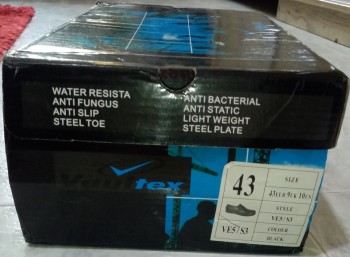 WATER RESISTA
ANTI FUNGUS
ANTI SLIP
STEEL TOE
ANTI BACTERIAL
ANTI STATIC
LIGHT WEIGHT
STEEL PLATE
43
SIZE
STYLE
VE5/S3
VE5/S3
COLOUR
BLACK